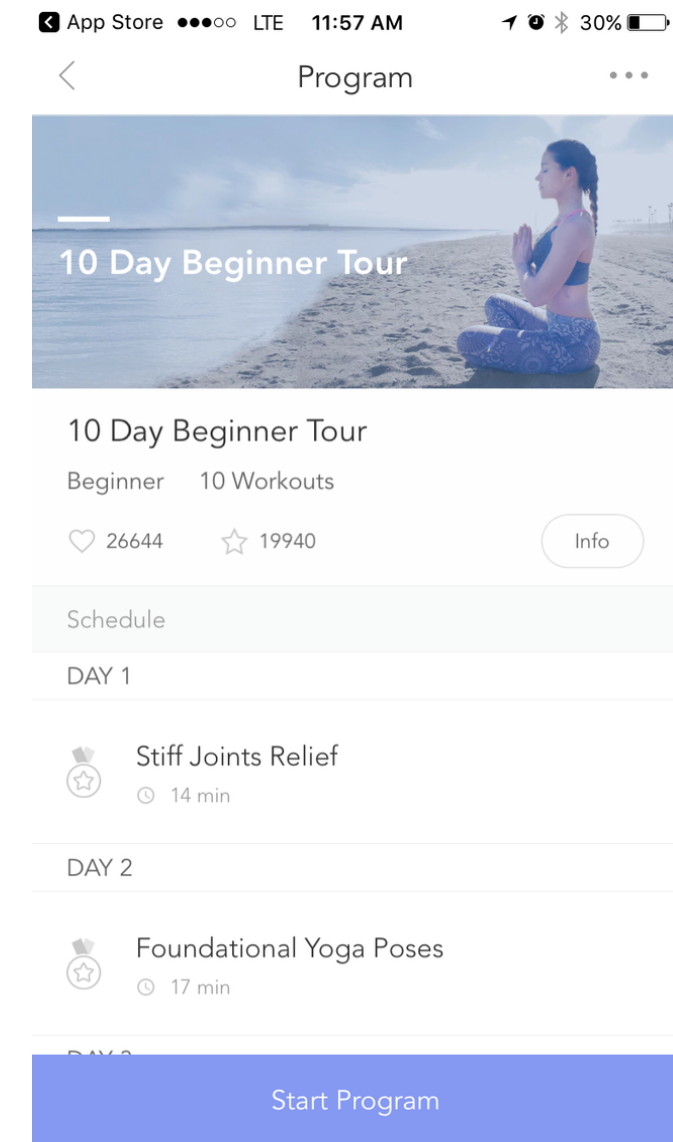 App Store LTE 11:57 AM 30%
Program
10 Day Beginner Tour
10 Day Beginner Tour
Beginner 10 Workouts
26644 19940 Info
Schedule
DAY 1
Stiff Joints Relief
14 min
DAY 2
Foundational Yoga Poses
17 min
Start Program